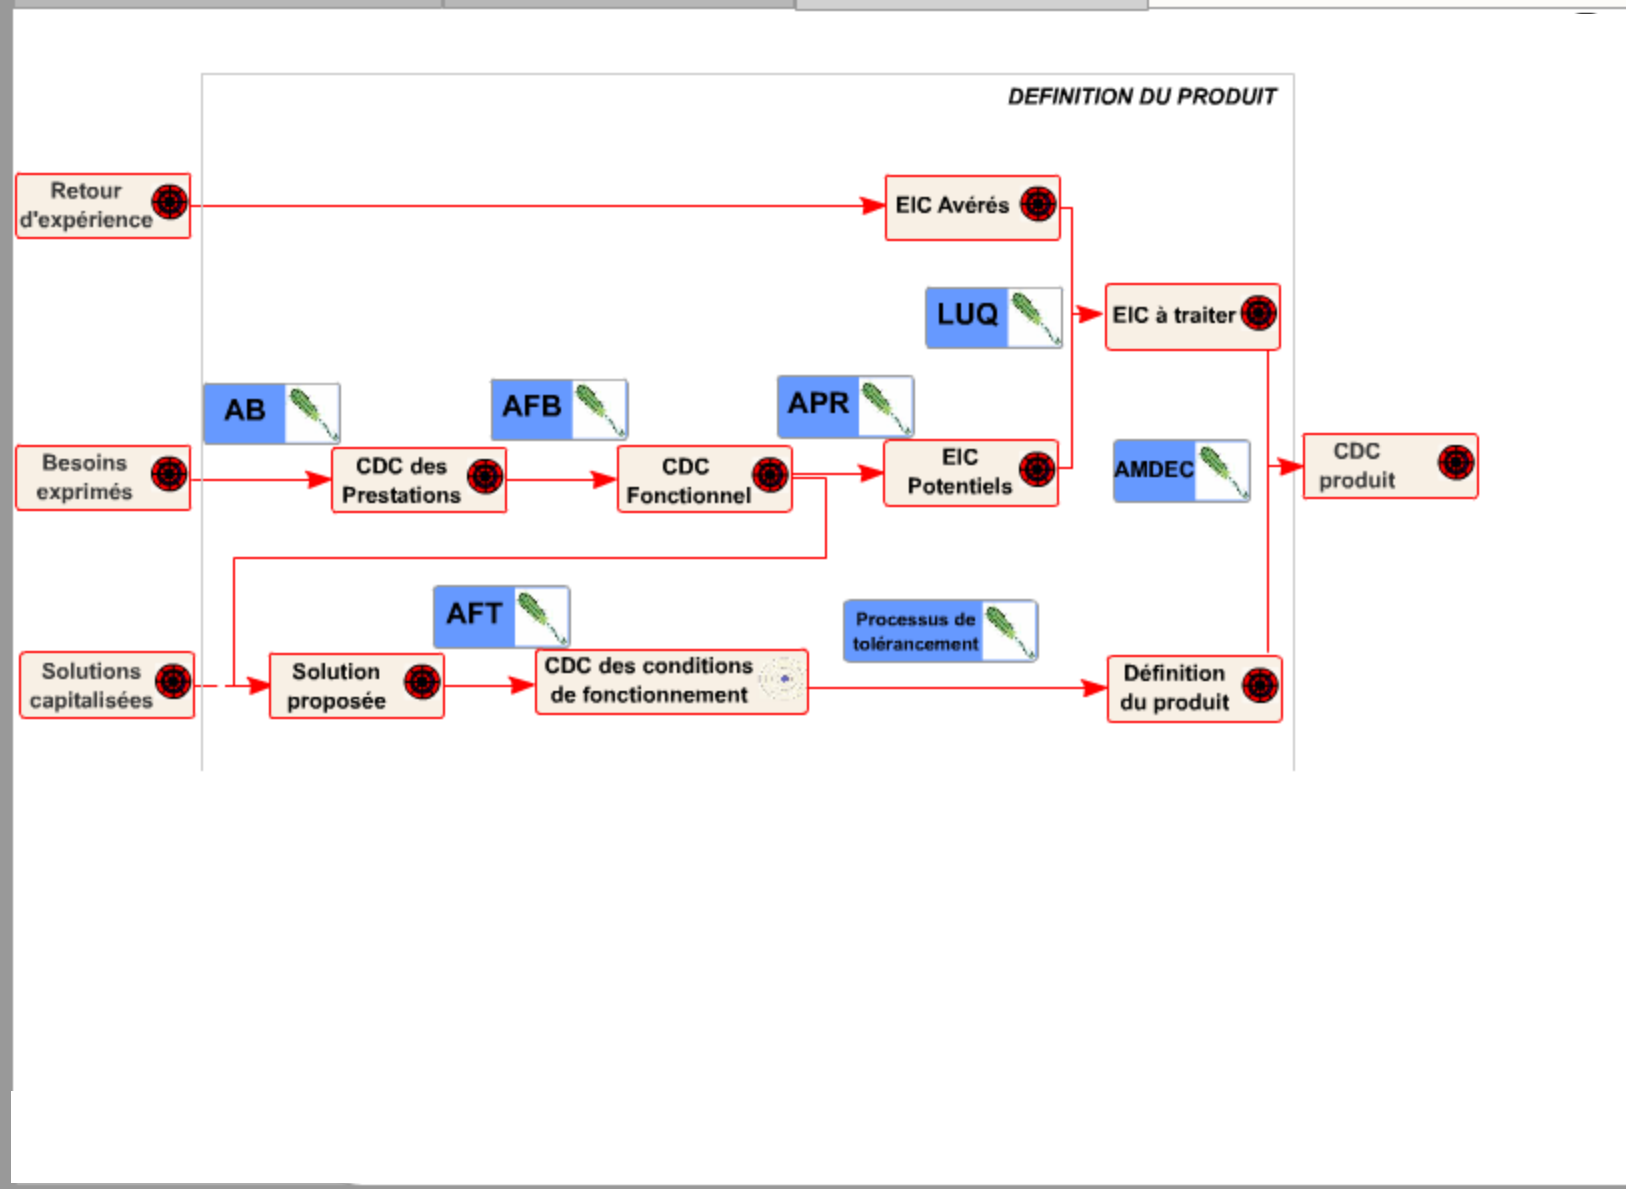 DEFINITION DU PRODUIT
Retour
d'expérience
EIC Avérés
LUQ
EIC à traiter
AB
AFB
APR
Besoins
exprimés
CDC des
Prestations
CDC
Fonctionnel
EIC
Potentiels
AMDEC
CDC
produit
AFT
Processus de
tolérancement
Solutions
capitalisées
Solution
proposée
CDC des conditions
de fonctionnement
Définition
du produit